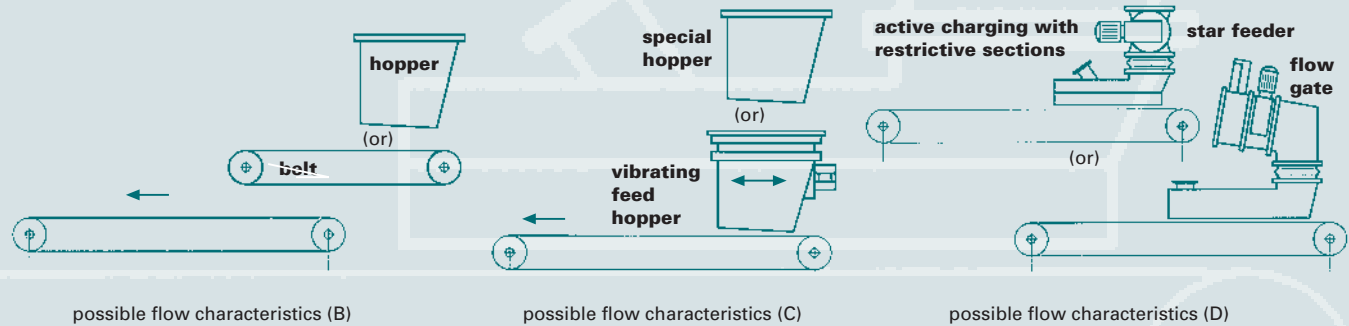 hopper
(or)
belt
possible flow characteristics (B)
special
hopper
(or)
vibrating
feed
hopper
possible flow characteristics (C)
active charging with
restrictive sections
star feeder
flow
gate
(or)
possible flow characteristics (D)